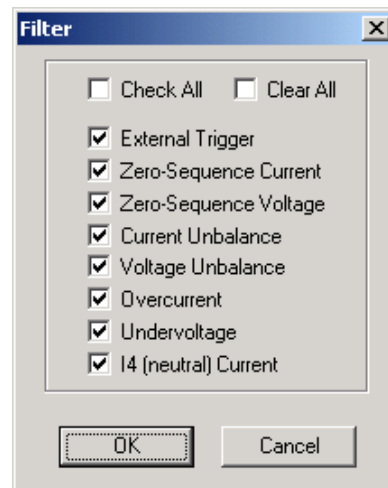 Filter
Check All Clear All
External Trigger
Zero-Sequence Current
Zero-Sequence Voltage
Current Unbalance
Voltage Unbalance
Overcurrent
Undervoltage
I4 (neutral) Current
OK Cancel